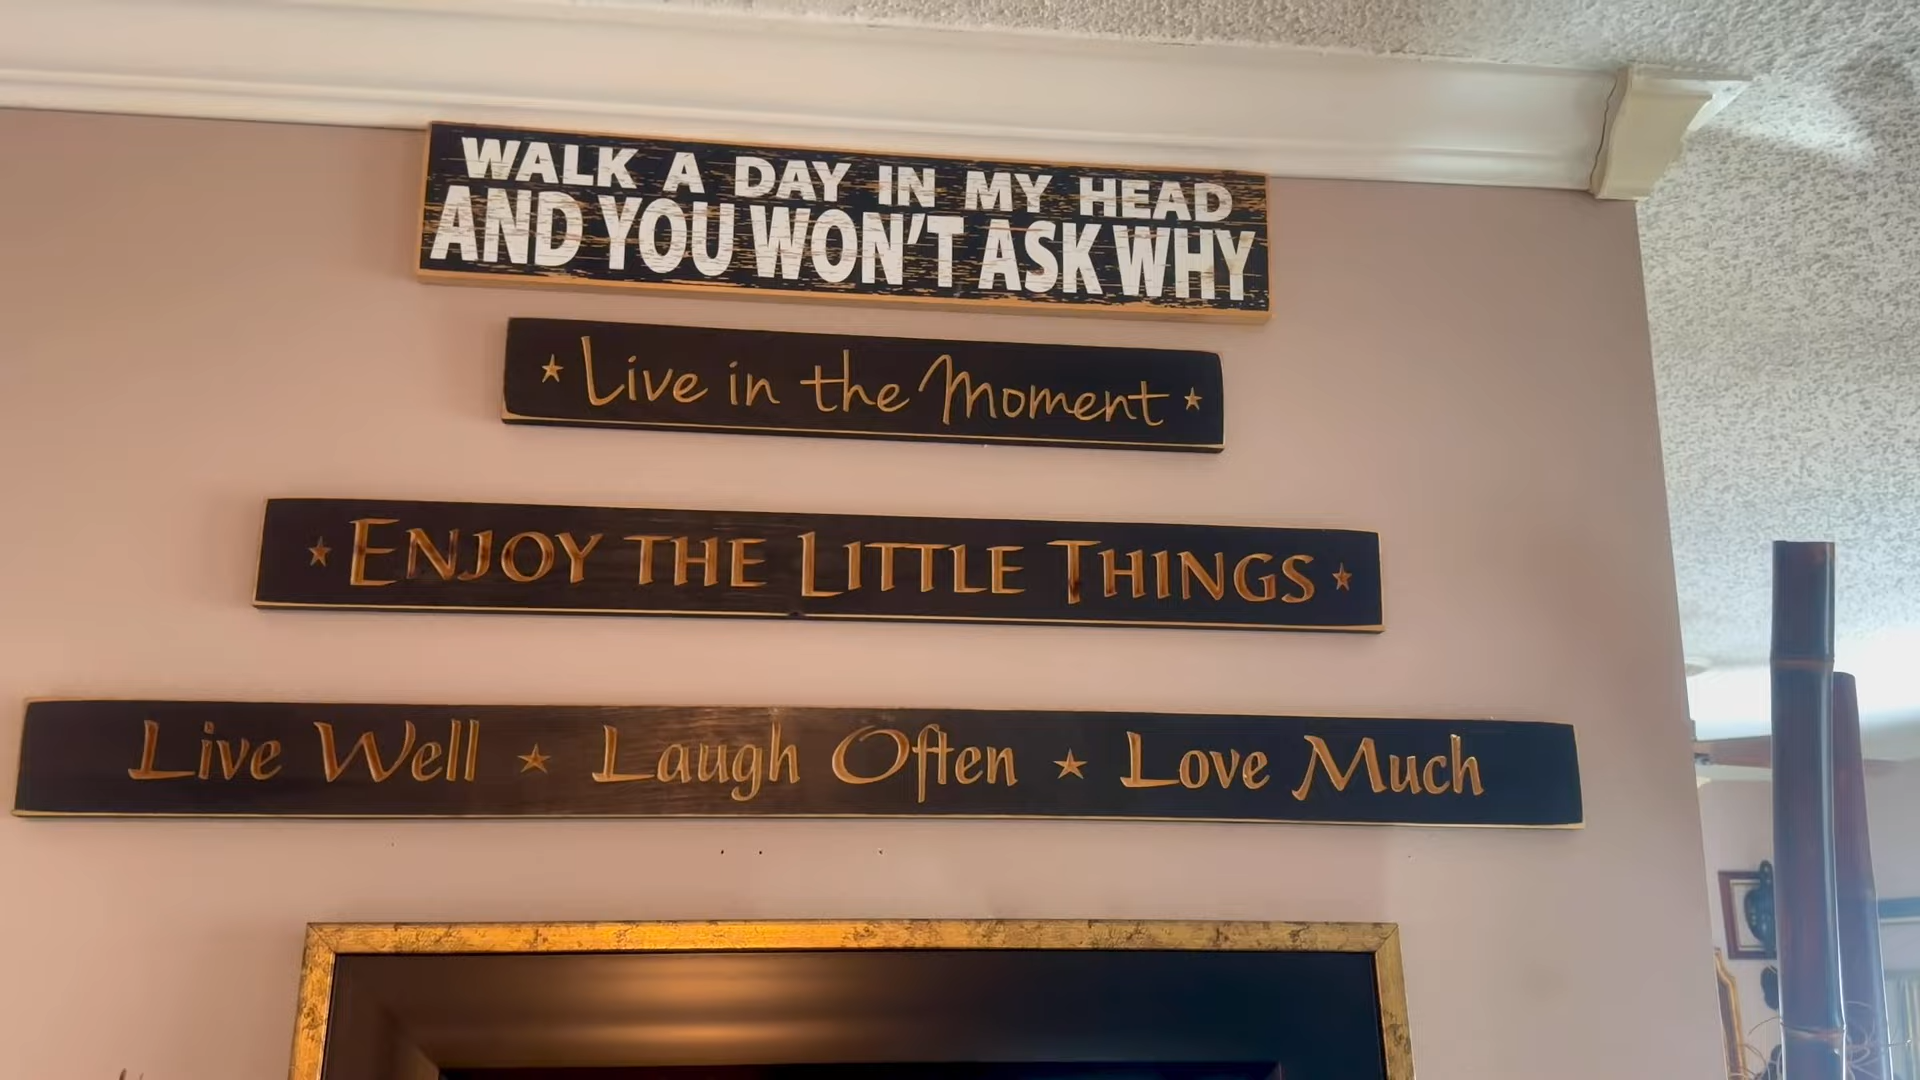 WALK A DAY IN MY HEAD
AND YOU WON'T ASK WHY
Live in the Moment
ENJOY THE LITTLE THINGS
Live Well Laugh Often Love Much